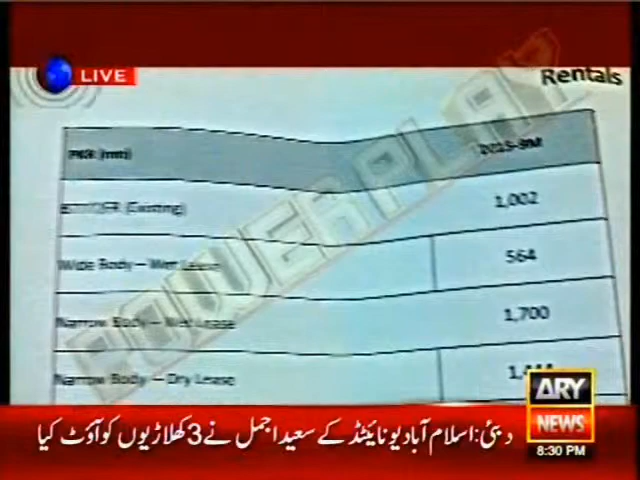 LIVE
Rentals
PKR (mn) 2015-9M
(Existing) 1,002
Wide Body – Wet Lease 564
Narrow Body – Wet Lease 1,700
Narrow Body – Dry Lease
POWERPLAY
ARY
NEWS
8:30 PM
دبئی: اسلام آباد یونائیٹڈ کے سعید اجمل نے 3 کھلاڑیوں کو آؤٹ کیا